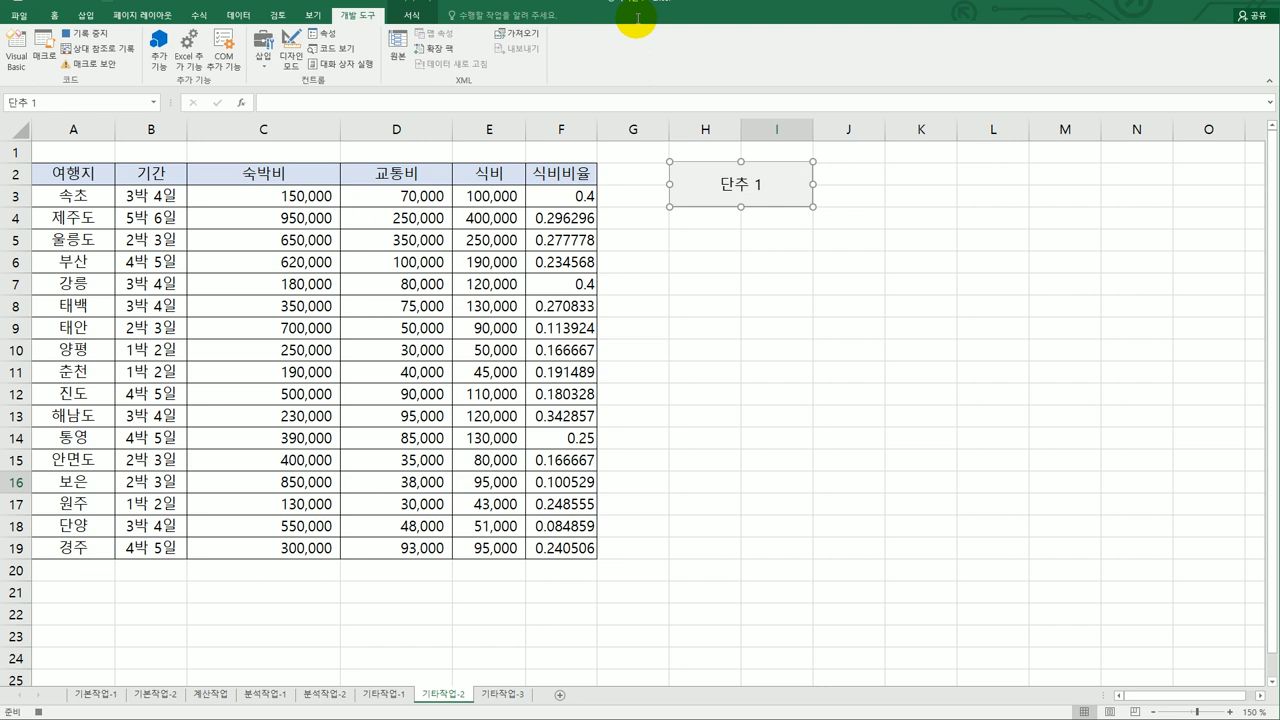 파일 홈 삽입 페이지 레이아웃 수식 데이터 검토 보기 개발 도구 서식 수행할 작업을 알려 주세요. 공유
Visual Basic
매크로
기록 중지
상대 참조로 기록
매크로 보안
코드
추가 기능
Excel 추가 기능
COM 추가 기능
추가 기능
삽입
디자인 모드
속성
코드 보기
대화 상자 실행
컨트롤
원본
맵 속성
확장 팩
데이터 새로 고침
가져오기
내보내기
XML
단추 1 fx
A B C D E F G H I J K L M N O
1
2 여행지 기간 숙박비 교통비 식비 식비비율
단추 1
3 속초 3박 4일 150,000 70,000 100,000 0.4
4 제주도 5박 6일 950,000 250,000 400,000 0.296296
5 울릉도 2박 3일 650,000 350,000 250,000 0.277778
6 부산 4박 5일 620,000 100,000 190,000 0.234568
7 강릉 3박 4일 180,000 80,000 120,000 0.4
8 태백 3박 4일 350,000 75,000 130,000 0.270833
9 태안 2박 3일 700,000 50,000 90,000 0.113924
10 양평 1박 2일 250,000 30,000 50,000 0.166667
11 춘천 1박 2일 190,000 40,000 45,000 0.191489
12 진도 4박 5일 500,000 90,000 110,000 0.180328
13 해남도 3박 4일 230,000 95,000 120,000 0.342857
14 통영 4박 5일 390,000 85,000 130,000 0.25
15 안면도 2박 3일 400,000 35,000 80,000 0.166667
16 보은 2박 3일 850,000 38,000 95,000 0.100529
17 원주 1박 2일 130,000 30,000 43,000 0.248555
18 단양 3박 4일 550,000 48,000 51,000 0.084859
19 경주 4박 5일 300,000 93,000 95,000 0.240506
20
21
22
23
24
25
기본작업-1 기본작업-2 계산작업 분석작업-1 분석작업-2 기타작업-1 기타작업-2 기타작업-3
준비 150 %